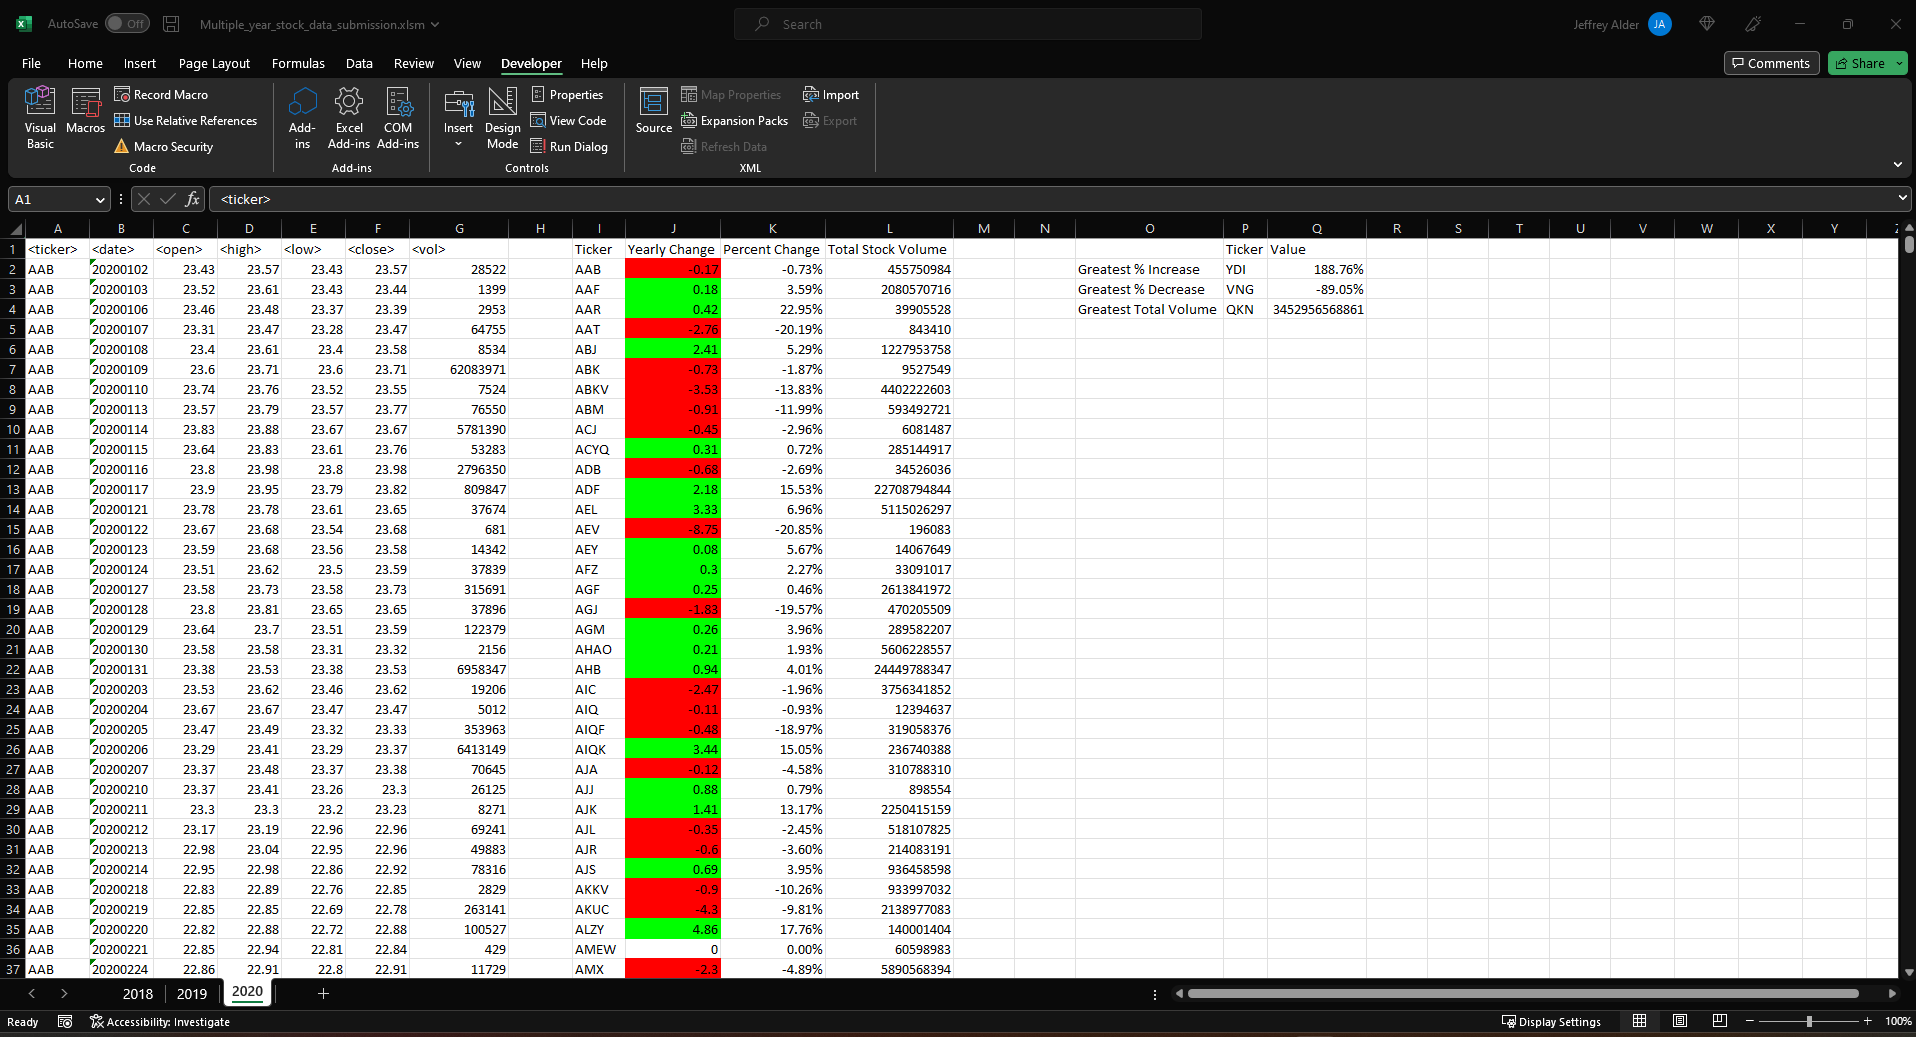 AutoSave Off Multiple_year_stock_data_submission.xlsm Search Jeffrey Alder JA
File Home Insert Page Layout Formulas Data Review View Developer Help Comments Share
Visual Basic Macros Record Macro Use Relative References Macro Security Code
Add-ins Excel Add-ins COM Add-ins Add-ins
Insert Design Mode Properties View Code Run Dialog Controls
Source Map Properties Expansion Packs Refresh Data Import Export XML
A1 fx <ticker>
A B C D E F G H I J K L M N O P Q R S T U V W X Y
1 <ticker> <date> <open> <high> <low> <close> <vol> Ticker Yearly Change Percent Change Total Stock Volume Ticker Value
2 AAB 20200102 23.43 23.57 23.43 23.57 28522 AAB -0.17 -0.73% 455750984 Greatest % Increase YDI 188.76%
3 AAB 20200103 23.52 23.61 23.43 23.44 1399 AAF 0.18 3.59% 2080570716 Greatest % Decrease VNG -89.05%
4 AAB 20200106 23.46 23.48 23.37 23.39 2953 AAR 0.42 22.95% 39905528 Greatest Total Volume QKN 3452956568861
5 AAB 20200107 23.31 23.47 23.28 23.47 64755 AAT -2.76 -20.19% 843410
6 AAB 20200108 23.4 23.61 23.4 23.58 8534 ABJ 2.41 5.29% 1227953758
7 AAB 20200109 23.6 23.71 23.6 23.71 62083971 ABK -0.73 -1.87% 9527549
8 AAB 20200110 23.74 23.76 23.52 23.55 7524 ABKV -3.53 -13.83% 4402222603
9 AAB 20200113 23.57 23.79 23.57 23.77 76550 ABM -0.91 -11.99% 593492721
10 AAB 20200114 23.83 23.88 23.67 23.67 5781390 ACJ -0.45 -2.96% 6081487
11 AAB 20200115 23.64 23.83 23.61 23.76 53283 ACYQ 0.31 0.72% 285144917
12 AAB 20200116 23.8 23.98 23.8 23.98 2796350 ADB -0.68 -2.69% 34526036
13 AAB 20200117 23.9 23.95 23.79 23.82 809847 ADF 2.18 15.53% 22708794844
14 AAB 20200121 23.78 23.78 23.61 23.65 37674 AEL 3.33 6.96% 5115026297
15 AAB 20200122 23.67 23.68 23.54 23.68 681 AEV -8.75 -20.85% 196083
16 AAB 20200123 23.59 23.68 23.56 23.58 14342 AEY 0.08 5.67% 14067649
17 AAB 20200124 23.51 23.62 23.5 23.59 37839 AFZ 0.3 2.27% 33091017
18 AAB 20200127 23.58 23.73 23.58 23.73 315691 AGF 0.25 0.46% 2613841972
19 AAB 20200128 23.8 23.81 23.65 23.65 37896 AGJ -1.83 -19.57% 470205509
20 AAB 20200129 23.64 23.7 23.51 23.59 122379 AGM 0.26 3.96% 289582207
21 AAB 20200130 23.58 23.58 23.31 23.32 2156 AHAO 0.21 1.93% 5606228557
22 AAB 20200131 23.38 23.53 23.38 23.53 6958347 AHB 0.94 4.01% 24449788347
23 AAB 20200203 23.53 23.62 23.46 23.62 19206 AIC -2.47 -1.96% 3756341852
24 AAB 20200204 23.67 23.67 23.47 23.47 5012 AIQ -0.11 -0.93% 12394637
25 AAB 20200205 23.47 23.49 23.32 23.33 353963 AIQF -0.48 -18.97% 319058376
26 AAB 20200206 23.29 23.41 23.29 23.37 6413149 AIQK 3.44 15.05% 236740388
27 AAB 20200207 23.37 23.48 23.37 23.38 70645 AJA -0.12 -4.58% 310788310
28 AAB 20200210 23.37 23.41 23.26 23.3 26125 AJJ 0.88 0.79% 898554
29 AAB 20200211 23.3 23.3 23.2 23.23 8271 AJK 1.41 13.17% 2250415159
30 AAB 20200212 23.17 23.19 22.96 22.96 69241 AJL -0.35 -2.45% 518107825
31 AAB 20200213 22.98 23.04 22.95 22.96 49883 AJR -0.6 -3.60% 214083191
32 AAB 20200214 22.95 22.98 22.86 22.92 78316 AJS 0.69 3.95% 936458598
33 AAB 20200218 22.83 22.89 22.76 22.85 2829 AKKV -0.9 -10.26% 933997032
34 AAB 20200219 22.85 22.85 22.69 22.78 263141 AKUC -4.3 -9.81% 2138977083
35 AAB 20200220 22.82 22.88 22.72 22.88 100527 ALZY 4.86 17.76% 140001404
36 AAB 20200221 22.85 22.94 22.81 22.84 429 AMEW 0 0.00% 60598983
37 AAB 20200224 22.86 22.91 22.8 22.91 11729 AMX -2.3 -4.89% 5890568394
2018 2019 2020
Ready Accessibility: Investigate Display Settings 100%